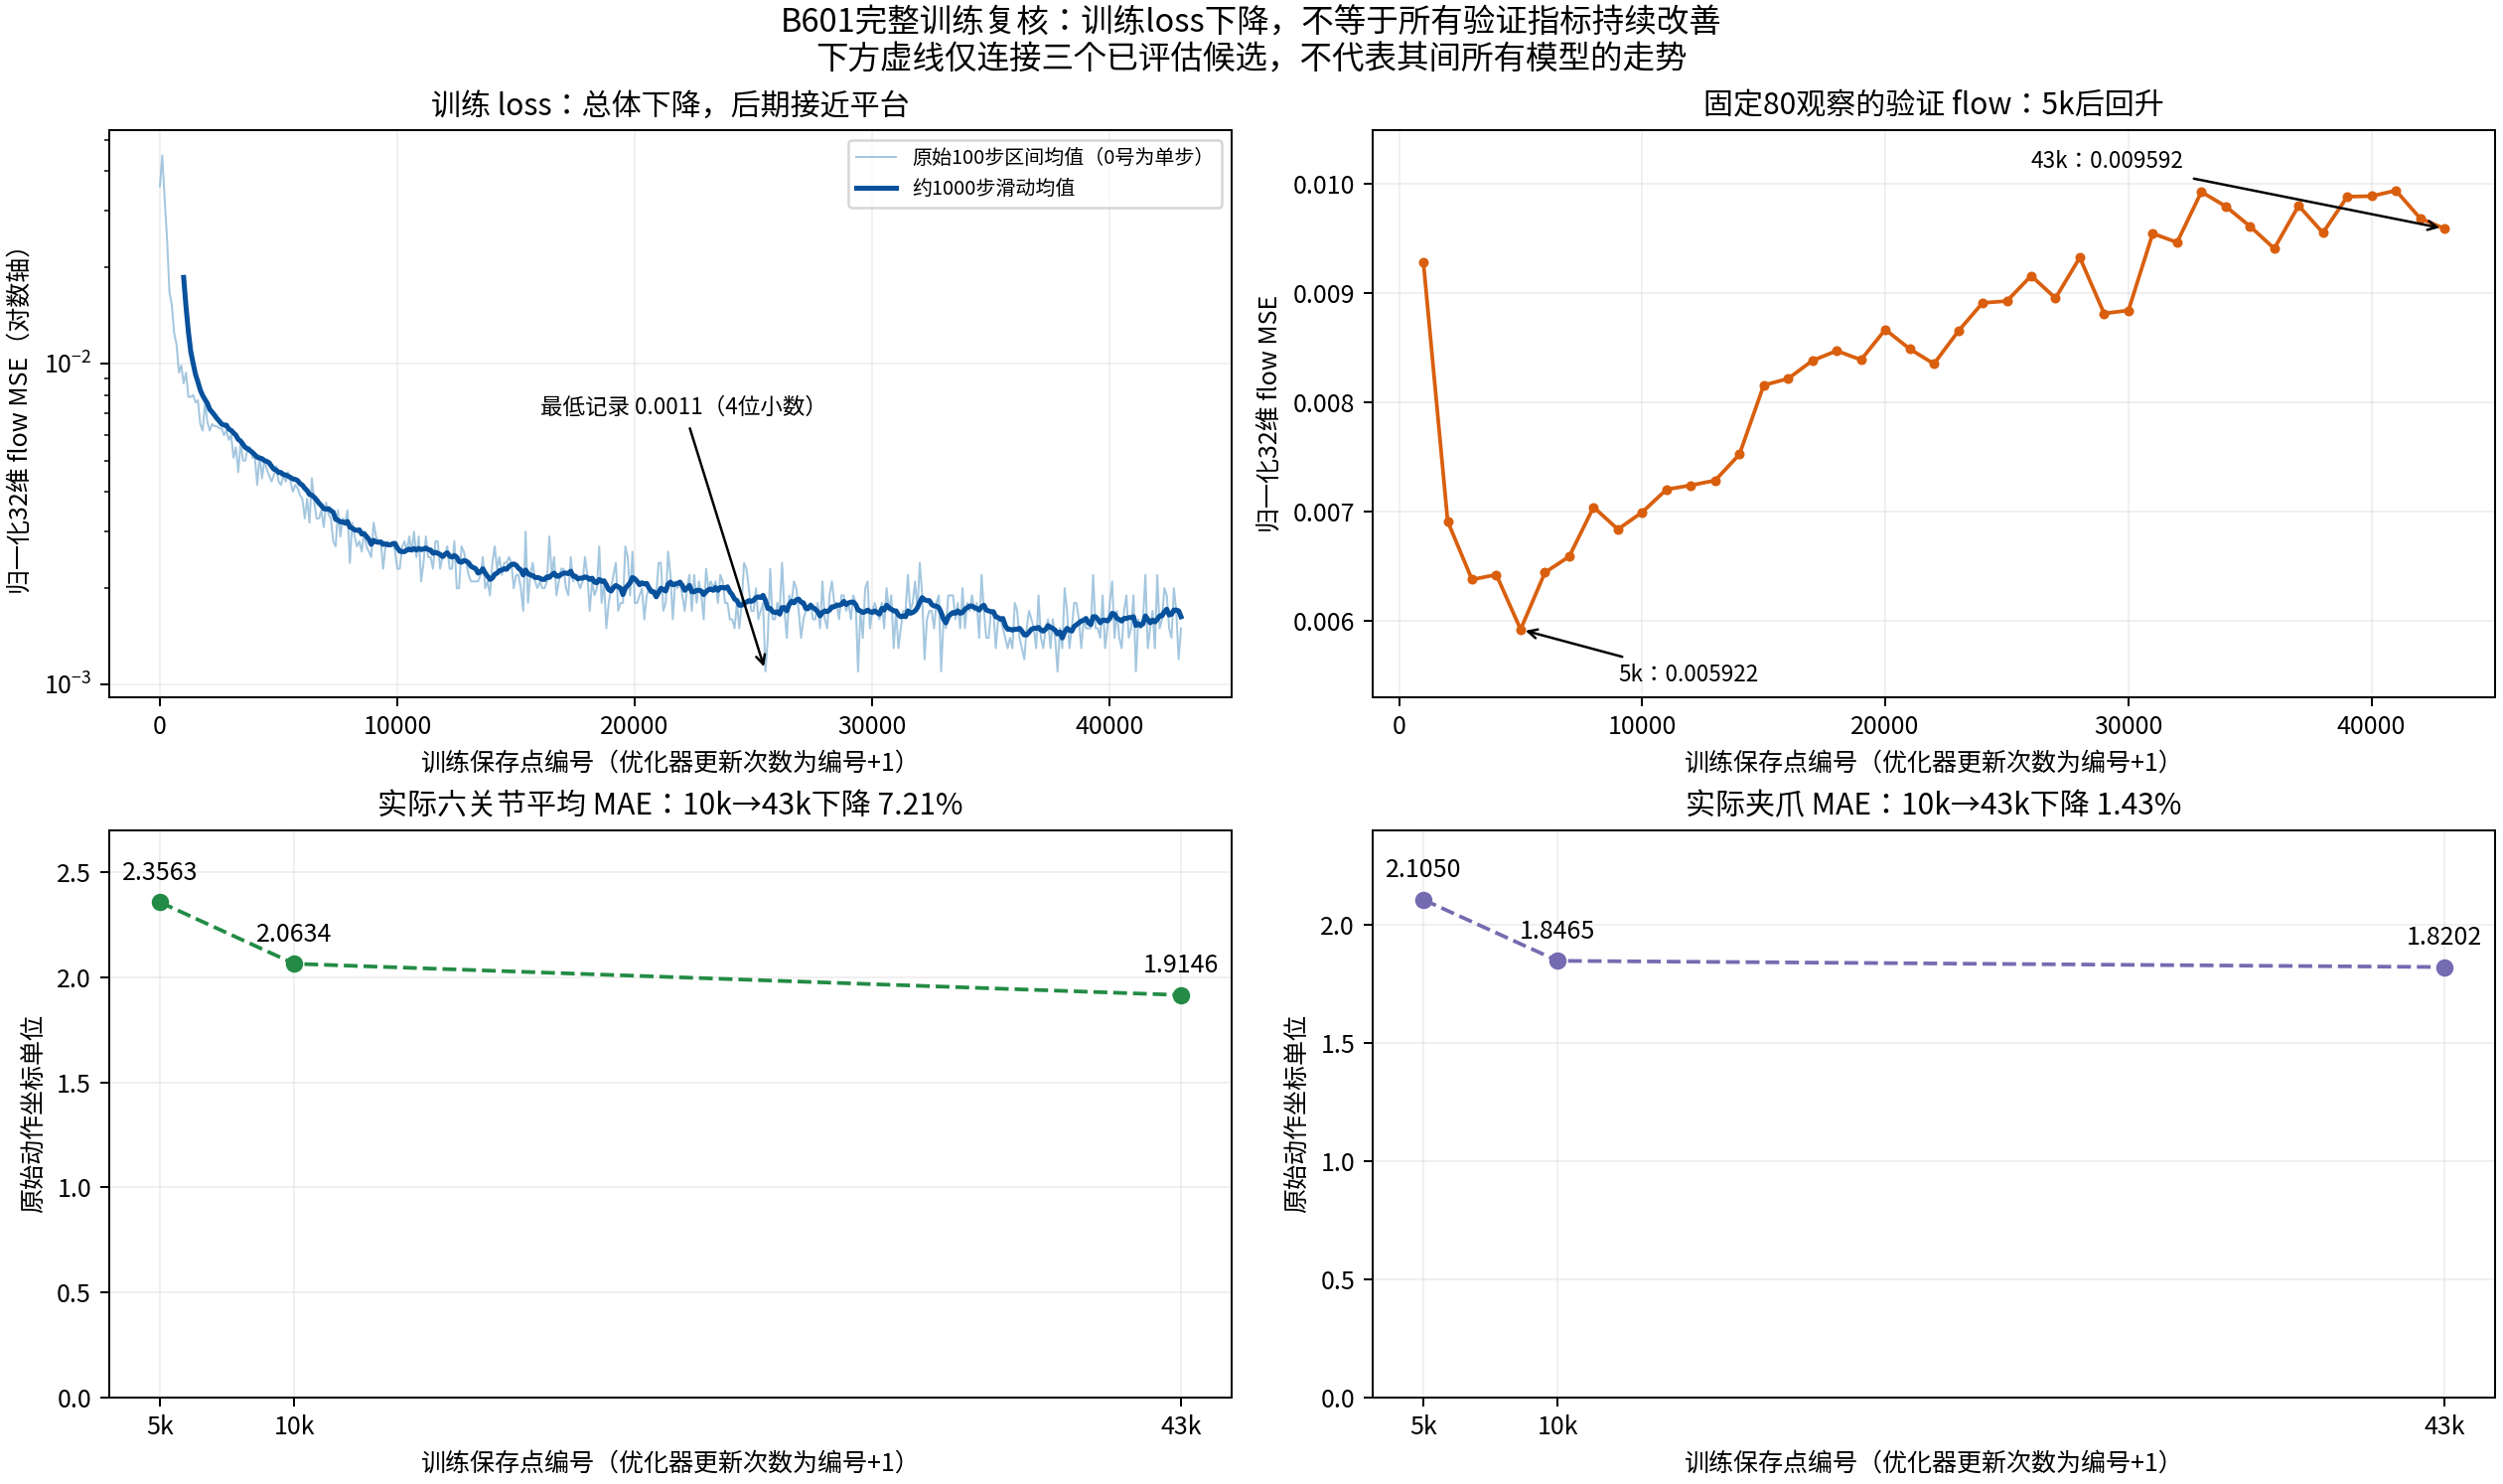 B601完整训练复核：训练loss下降，不等于所有验证指标持续改善
下方虚线仅连接三个已评估候选，不代表其间所有模型的走势
训练 loss：总体下降，后期接近平台
归一化32维 flow MSE（对数轴）
10⁻²
10⁻³
原始100步区间均值（0号为单步）
约1000步滑动均值
最低记录 0.0011（4位小数）
0
10000
20000
30000
40000
训练保存点编号（优化器更新次数为编号+1）
固定80观察的验证 flow：5k后回升
归一化32维 flow MSE
0.010
0.009
0.008
0.007
0.006
43k：0.009592
5k：0.005922
0
10000
20000
30000
40000
训练保存点编号（优化器更新次数为编号+1）
实际六关节平均 MAE：10k→43k下降 7.21%
原始动作坐标单位
2.5
2.0
1.5
1.0
0.5
0.0
2.3563
2.0634
1.9146
5k
10k
43k
训练保存点编号（优化器更新次数为编号+1）
实际夹爪 MAE：10k→43k下降 1.43%
原始动作坐标单位
2.0
1.5
1.0
0.5
0.0
2.1050
1.8465
1.8202
5k
10k
43k
训练保存点编号（优化器更新次数为编号+1）